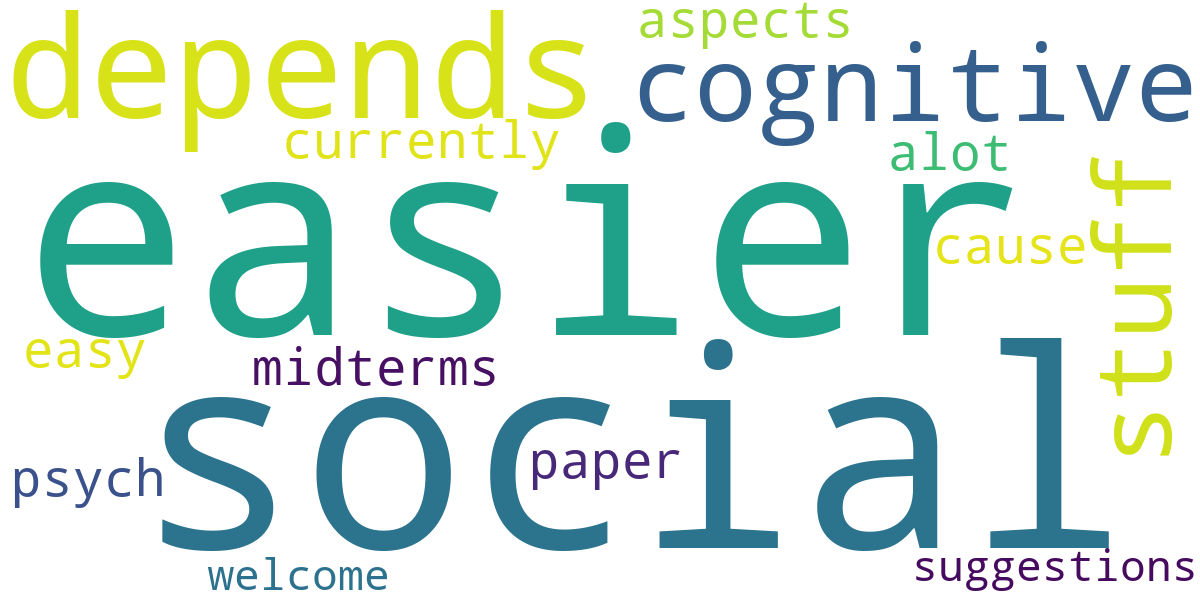 aspects
depends
cognitive
currently
alot
easier
stuff
cause
easy
midterms
social
psych
paper
welcome
suggestions